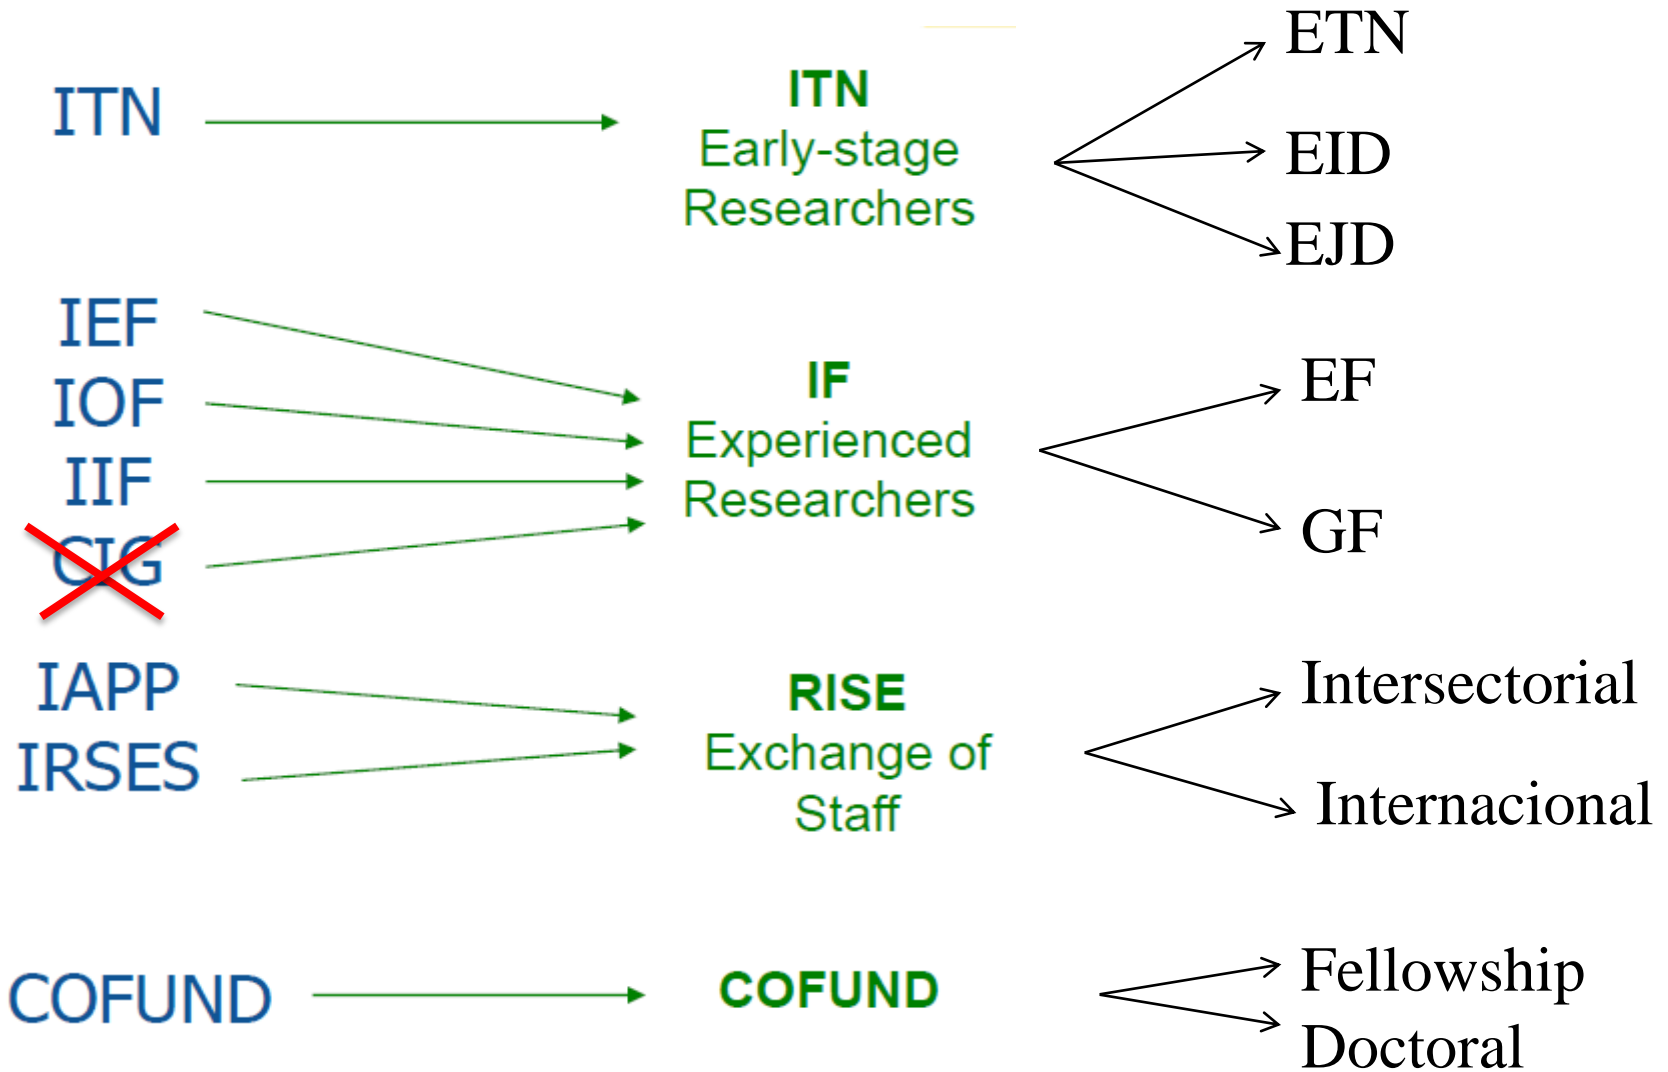 ITN
ITN
Early-stage
Researchers
ETN
EID
EJD
IEF
IOF
IIF
CIG
IF
Experienced
Researchers
EF
GF
IAPP
IRSES
RISE
Exchange of
Staff
Intersectorial
Internacional
COFUND
COFUND
Fellowship
Doctoral